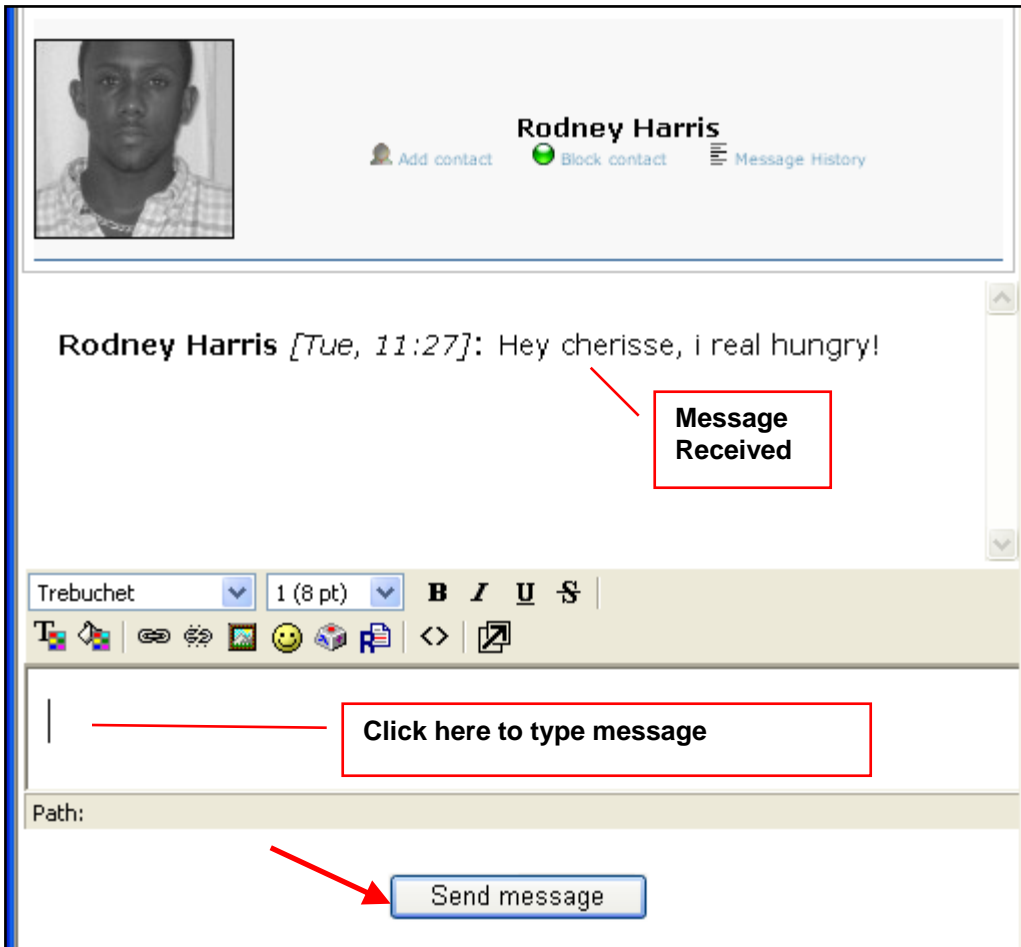 Rodney Harris
Add contact Block contact Message History
Rodney Harris [Tue, 11:27]: Hey cherisse, i real hungry!
Message
Received
Trebuchet 1 (8 pt) B I U S
Click here to type message
Path:
Send message